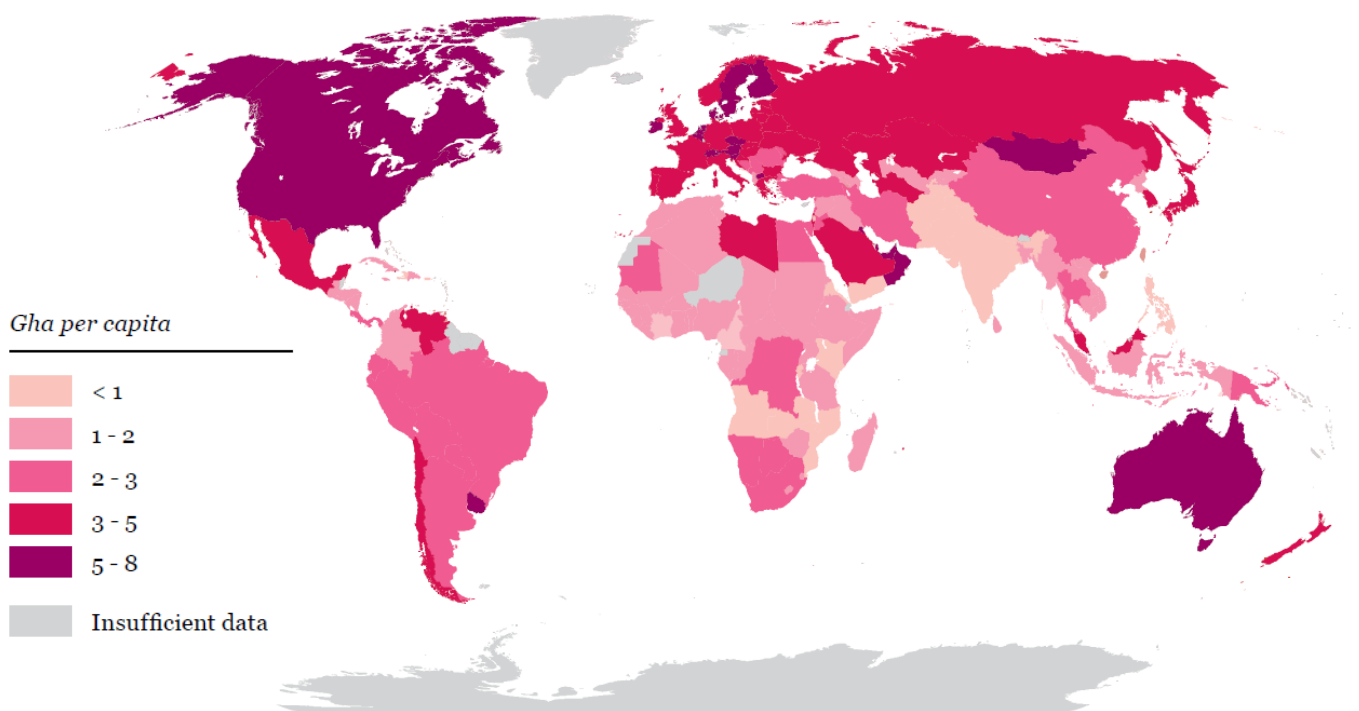 Gha per capita
< 1
1 - 2
2 - 3
3 - 5
5 - 8
Insufficient data